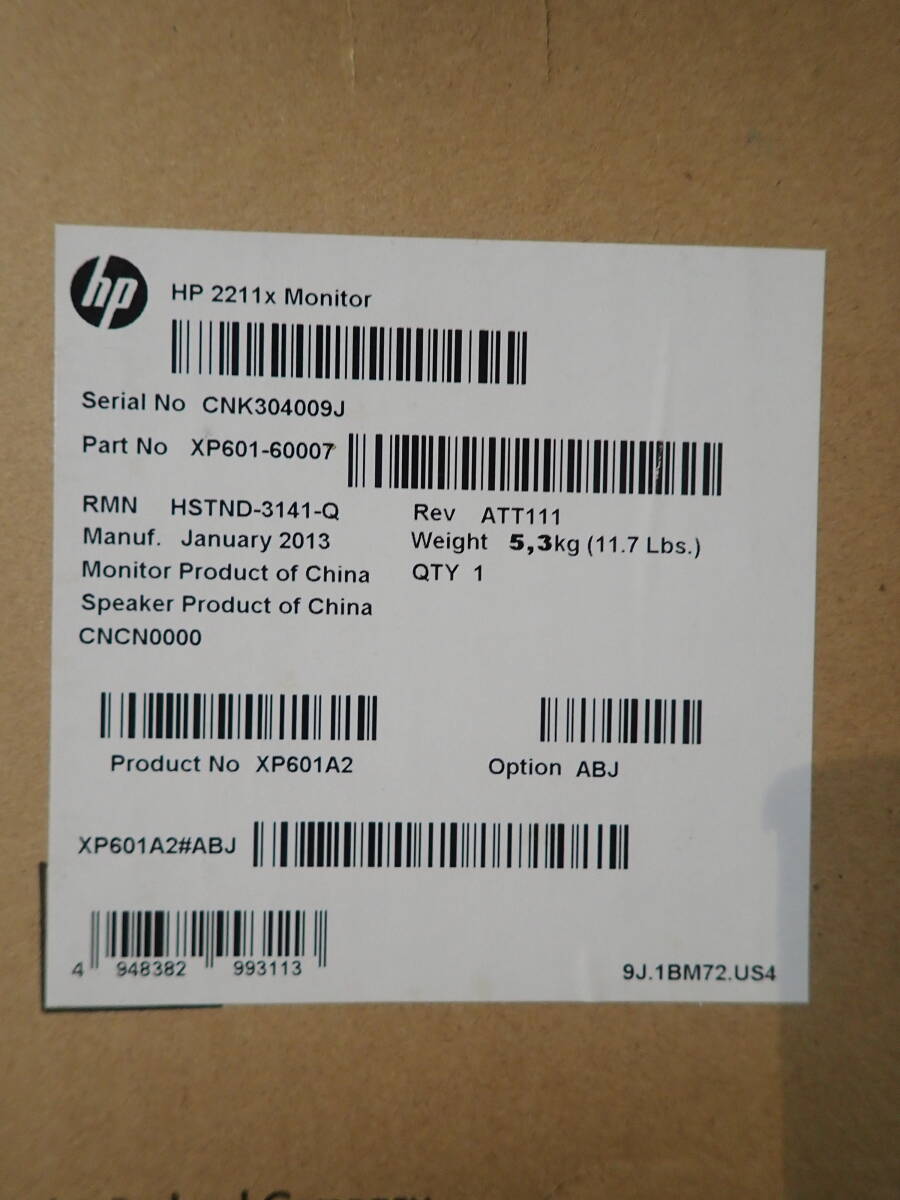 hp HP 2211x Monitor
Serial No CNK304009J
Part No XP601-60007
RMN HSTND-3141-Q Rev ATT111
Manuf. January 2013 Weight 5,3kg (11.7 Lbs.)
Monitor Product of China QTY 1
Speaker Product of China
CNCN0000
Product No XP601A2 Option ABJ
XP601A2#ABJ
4 948382 993113 9J.1BM72.US4